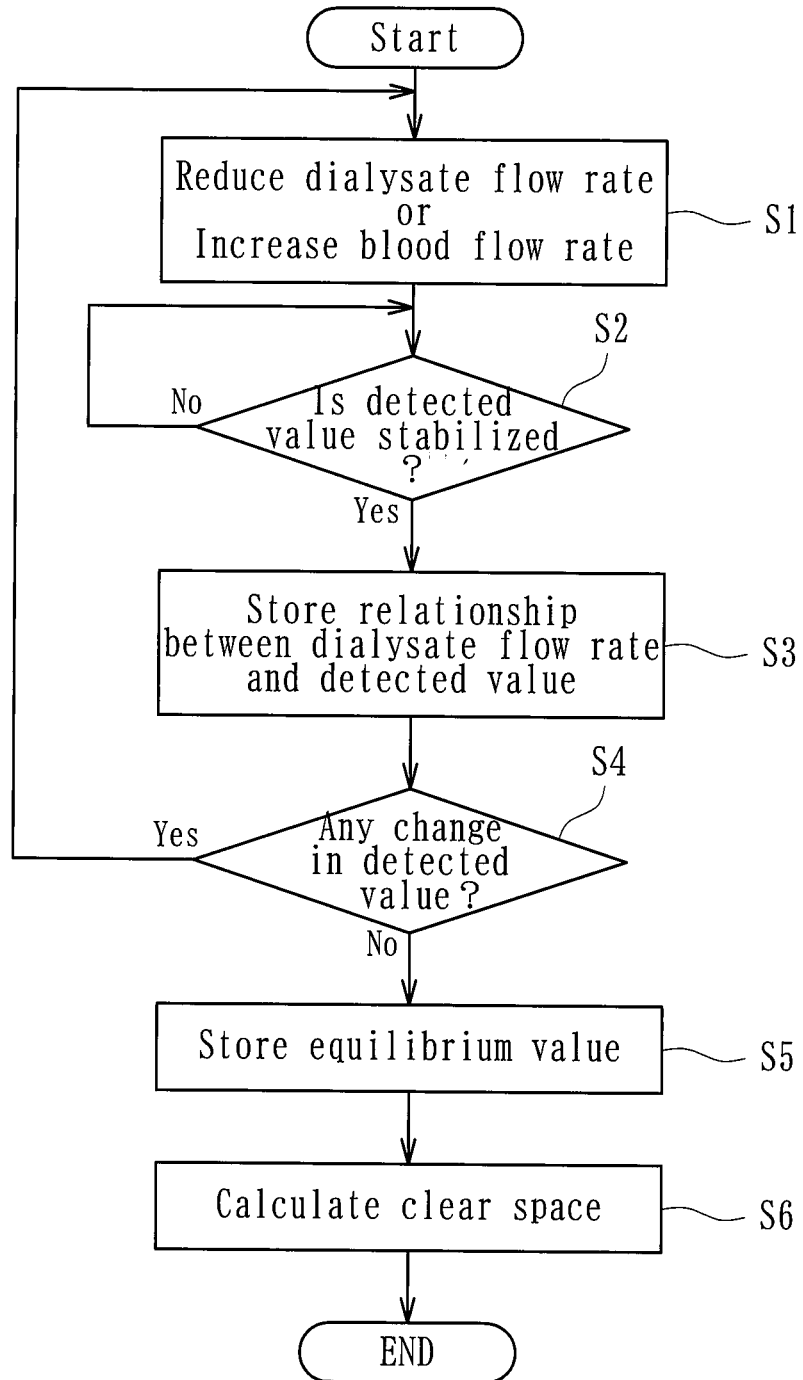 Start
Reduce dialysate flow rate
or
Increase blood flow rate
S1
S2
No
Is detected
value stabilized
?
Yes
Store relationship
between dialysate flow rate
and detected value
S3
S4
Yes
Any change
in detected
value?
No
Store equilibrium value
S5
Calculate clear space
S6
END